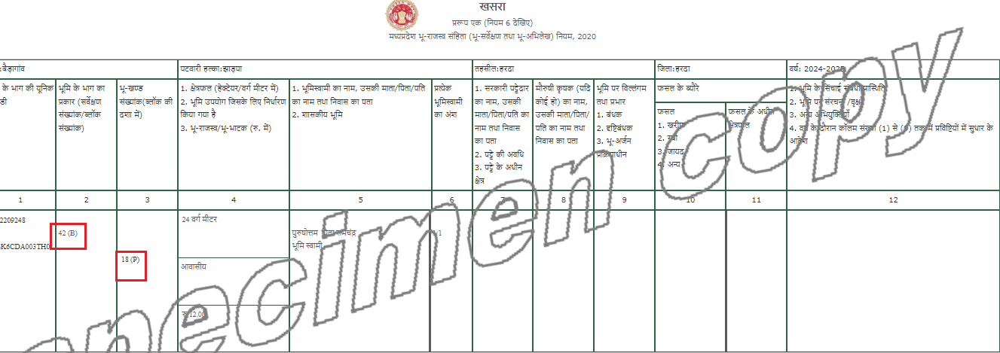 खसरा
प्ररूप एक (नियम 6 देखिए)
मध्यप्रदेश भू-राजस्व संहिता (भू-सर्वेक्षण तथा भू-अभिलेख) नियम, 2020
:बैड़ागांव
पटवारी हल्का:झाड़पा
तहसील:हरदा
जिला:हरदा
वर्ष: 2024-2025
के भाग की यूनिक
डी
भूमि के भाग का
प्रकार (सर्वेक्षण
संख्यांक/ब्लॉक
संख्यांक)
भू-खण्ड
संख्यांक(ब्लॉक की
दशा में)
1. क्षेत्रफल (हेक्टेयर/वर्ग मीटर में)
2. भूमि उपयोग जिसके लिए निर्धारण
किया गया है
3. भू-राजस्व/भू-भाटक (रु. में)
1. भूमिस्वामी का नाम, उसकी माता/पिता/पति
का नाम तथा निवास का पता
2. शासकीय भूमि
प्रत्येक
भूमिस्वामी
का अंश
1. सरकारी पट्टेदार
का नाम, उसकी
माता/पिता/पति का
नाम तथा निवास
का पता
2. पट्टे की अवधि
3. पट्टे के अधीन
क्षेत्र
मौरुषी कृषक (यदि
कोई हो) का नाम,
उसकी माता/पिता/
पति का नाम तथा
निवास का पता
भूमि पर विल्लंगम
तथा प्रभार
1. बंधक
2. दृष्टिबंधक
3. भू-अर्जन
प्रक्रियाधीन
फसल के ब्यौरे
फसल
1. खरीफ
2. रबी
3. जायद
4. अन्य
फसल के अधीन
क्षेत्रफल
1. भूमि के सिंचाई संबंधी प्रास्थिति
2. भूमि पर संरचना /वृक्ष
3. अन्य अभियुक्तियाँ
4. वर्ष के दौरान कॉलम संख्या (1) से से में प्रविष्टियों में सुधार के
आदेश
1 2 3 4 5 6 7 8 9 10 11 12
2209248
K6CDA003TH0
42 (B)
18 (P)
24 वर्ग मीटर
आवासीय
रु 12.00
पुरुषोत्तम पिता रामचंद्र
भूमि स्वामी
1/1
specimen copy